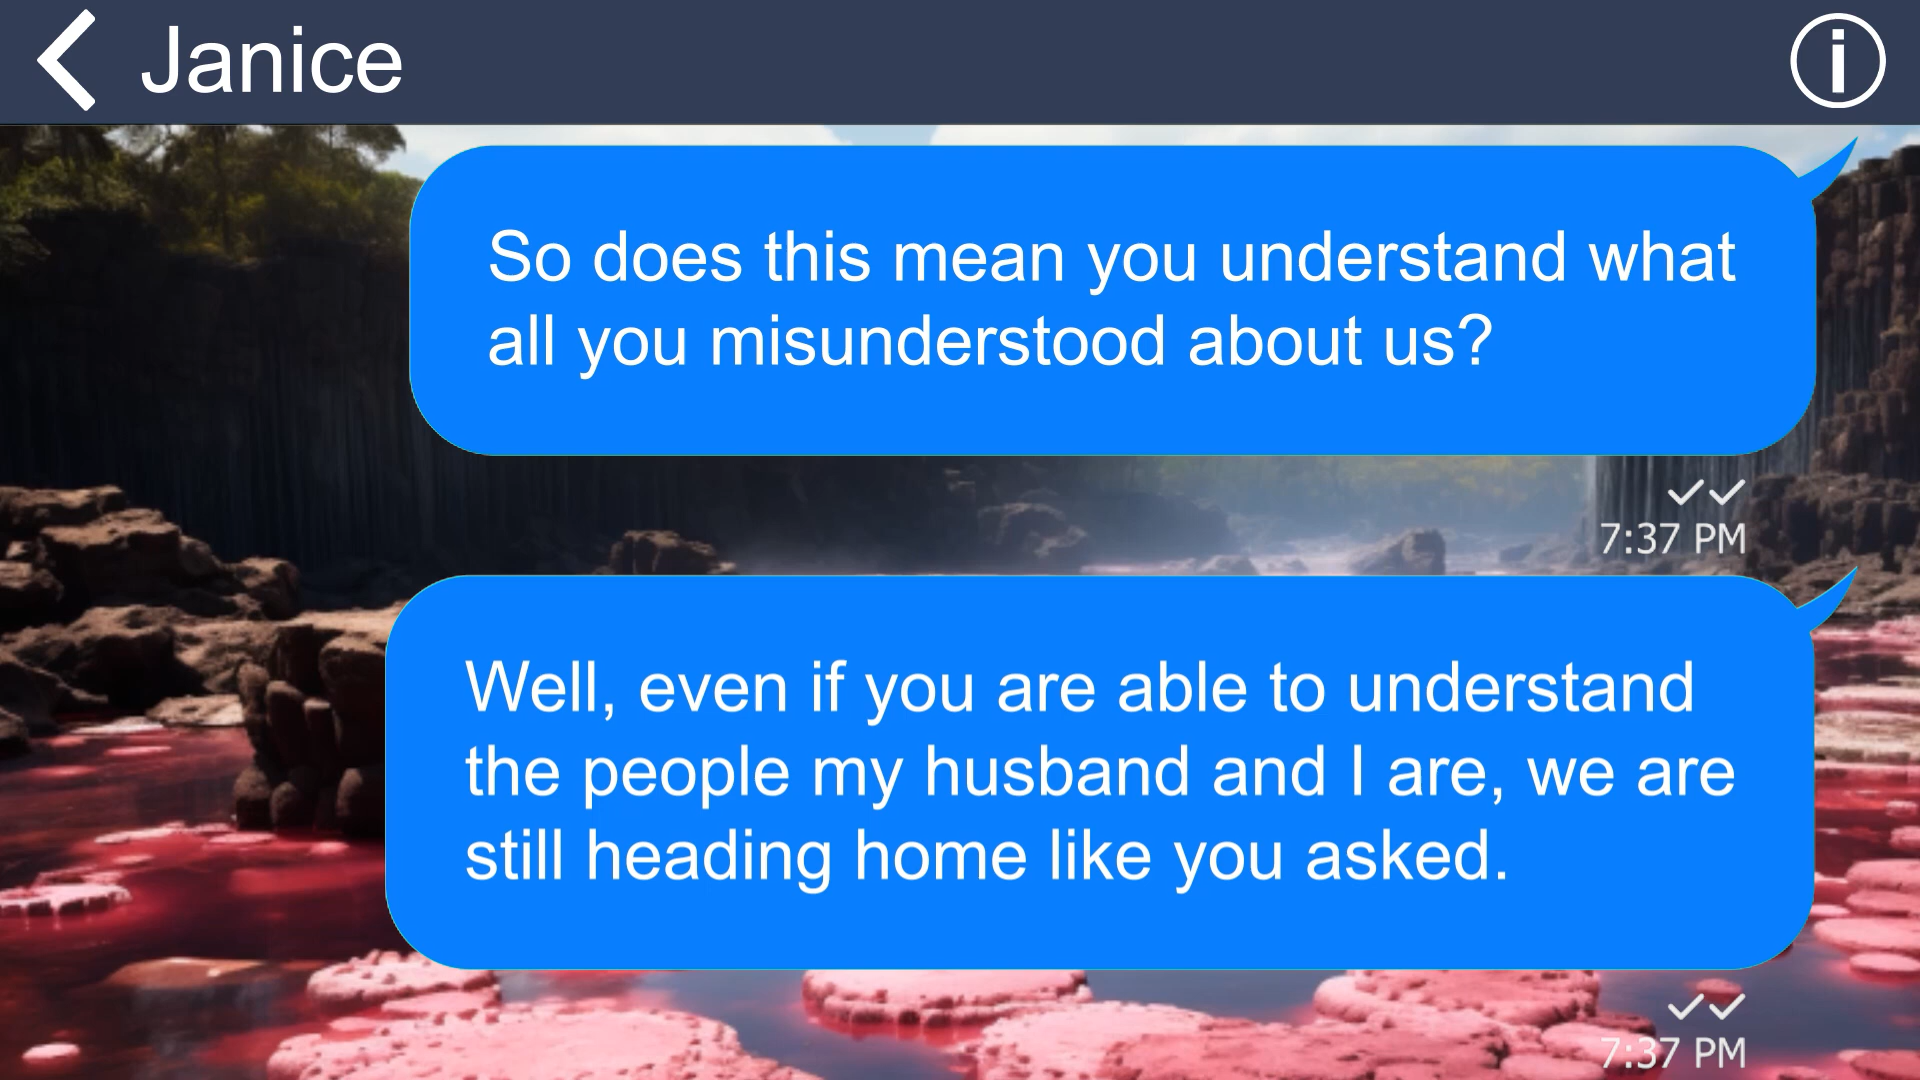 Janice
So does this mean you understand what
all you misunderstood about us?
7:37 PM
Well, even if you are able to understand
the people my husband and I are, we are
still heading home like you asked.
7:37 PM